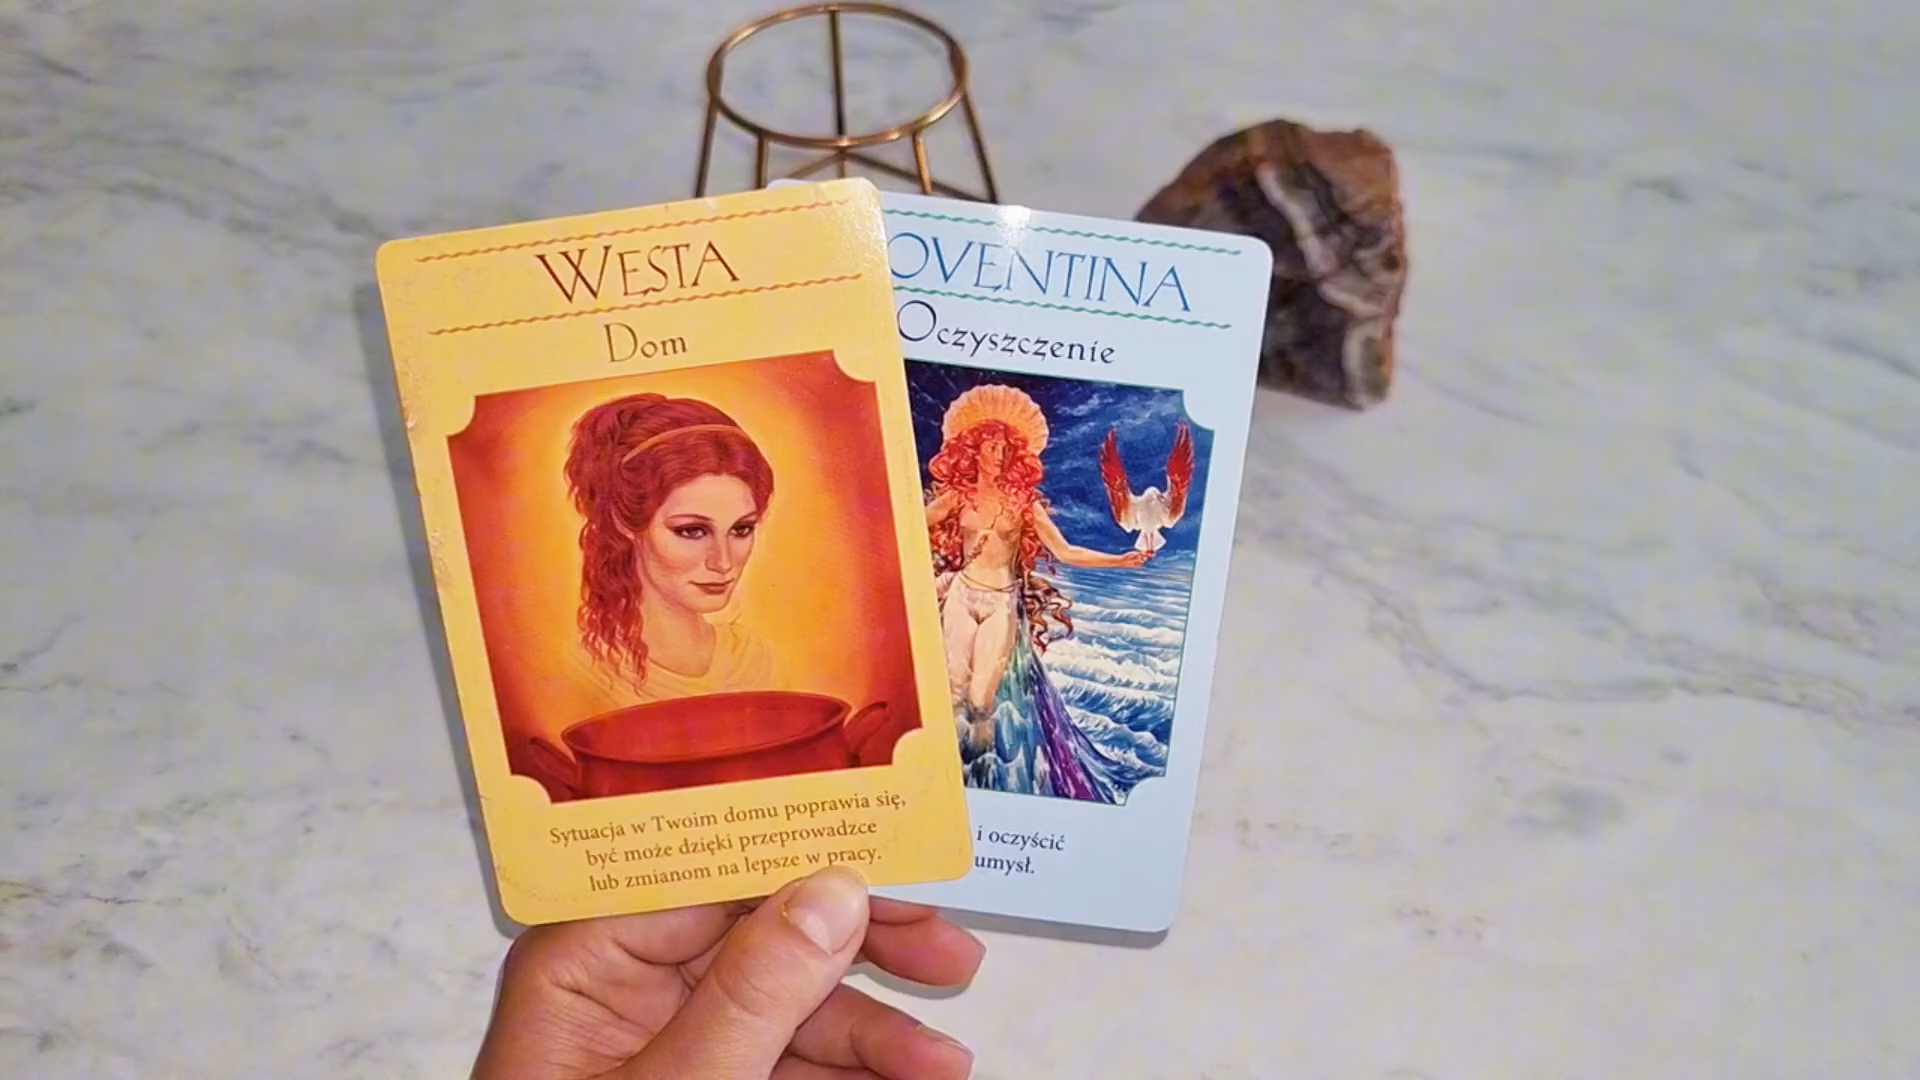 WESTA
Dom
Sytuacja w Twoim domu poprawia się,
być może dzięki przeprowadzce
lub zmianom na lepsze w pracy.
OVENTINA
Oczyszczenie
i oczyścić
umysł.